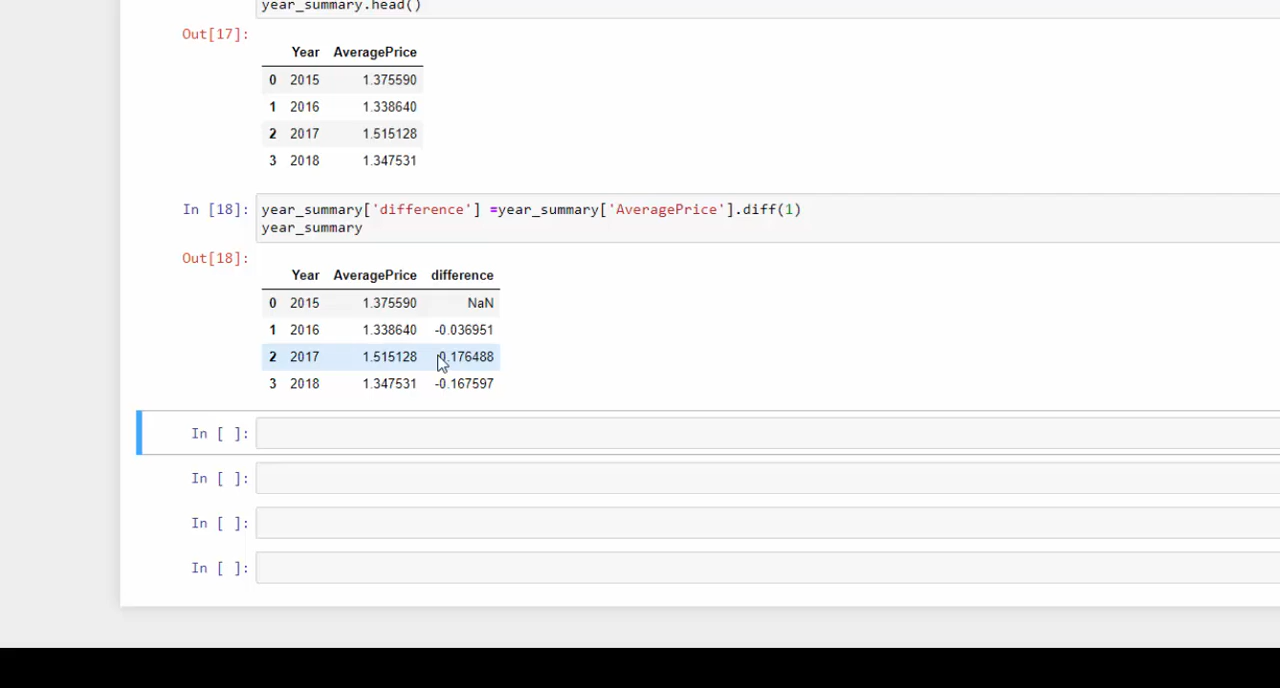 year_summary.head()
Out[17]:
Year AveragePrice
0 2015 1.375590
1 2016 1.338640
2 2017 1.515128
3 2018 1.347531
In [18]: year_summary['difference'] =year_summary['AveragePrice'].diff(1)
year_summary
Out[18]:
Year AveragePrice difference
0 2015 1.375590 NaN
1 2016 1.338640 -0.036951
2 2017 1.515128 0.176488
3 2018 1.347531 -0.167597
In [ ]:
In [ ]:
In [ ]:
In [ ]: